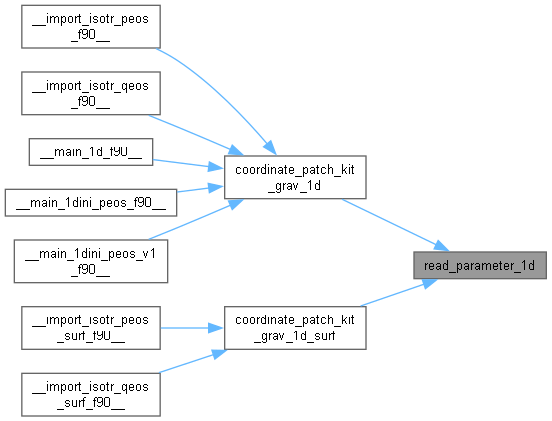 __import_isotr_peos
_f90__
__import_isotr_qeos
_f90__
__main_1d_f90__
__main_1dini_peos_f90__
__main_1dini_peos_v1
_f90__
coordinate_patch_kit
_grav_1d
read_parameter_1d
__import_isotr_peos
_surf_f90__
coordinate_patch_kit
_grav_1d_surf
__import_isotr_qeos
_surf_f90__